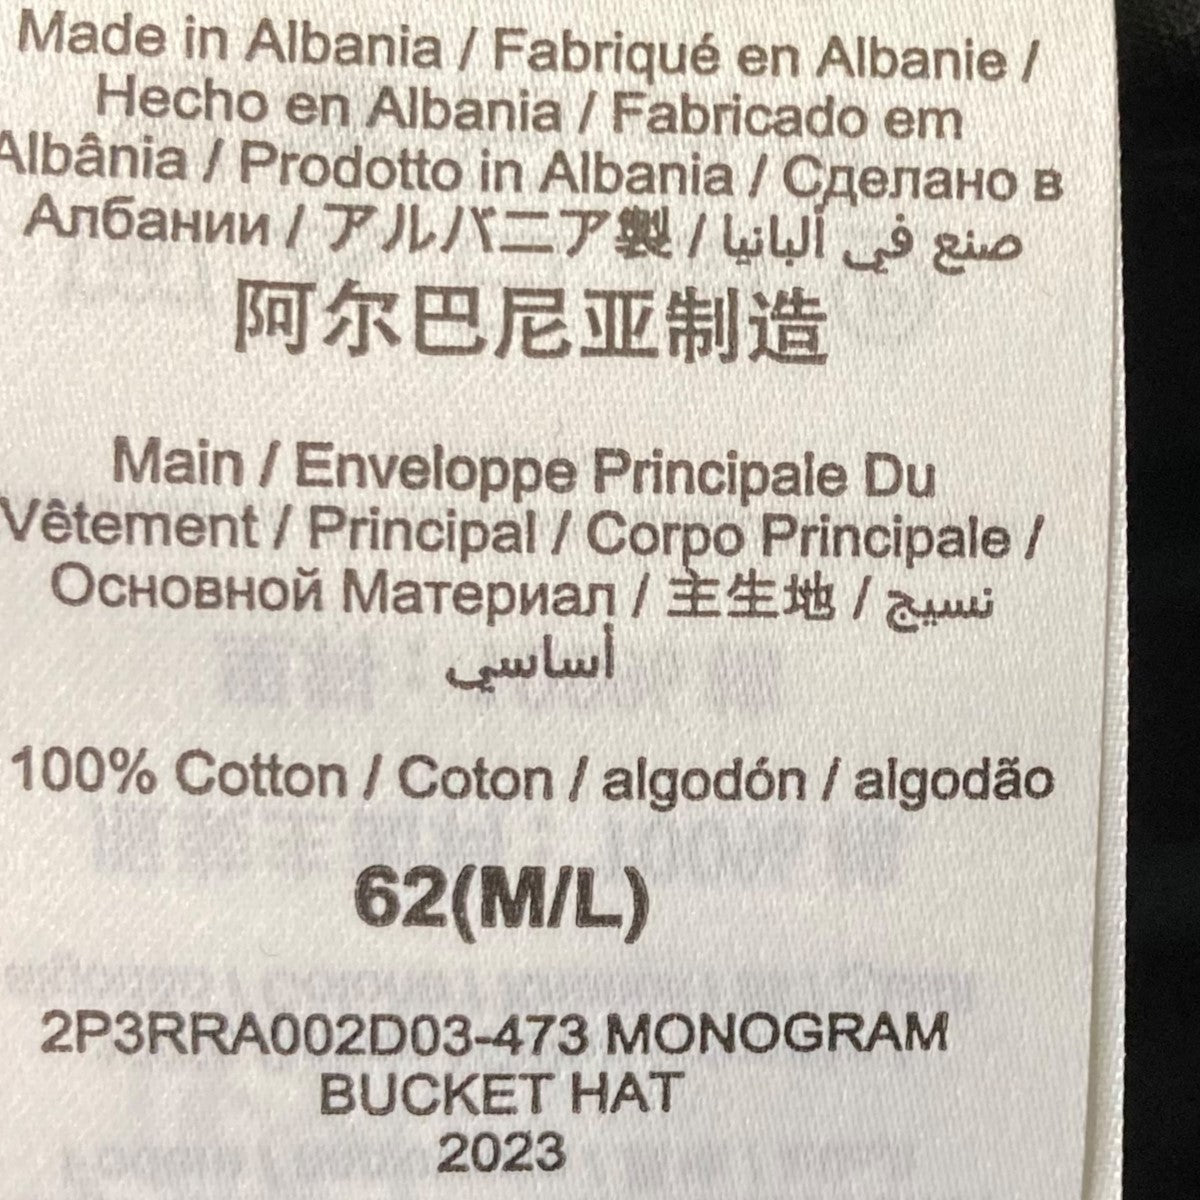 Made in Albania / Fabriqué en Albanie /
Hecho en Albania / Fabricado em
Albânia / Prodotto in Albania / Сделано в
Албании / アルバニア製 / صنع في ألبانيا
阿尔巴尼亚制造
Main / Enveloppe Principale Du
Vêtement / Principal / Corpo Principale /
Основной Материал / 主生地 / نسيج
أساسي
100% Cotton / Coton / algodón / algodão
62(M/L)
2P3RRA002D03-473 MONOGRAM
BUCKET HAT
2023